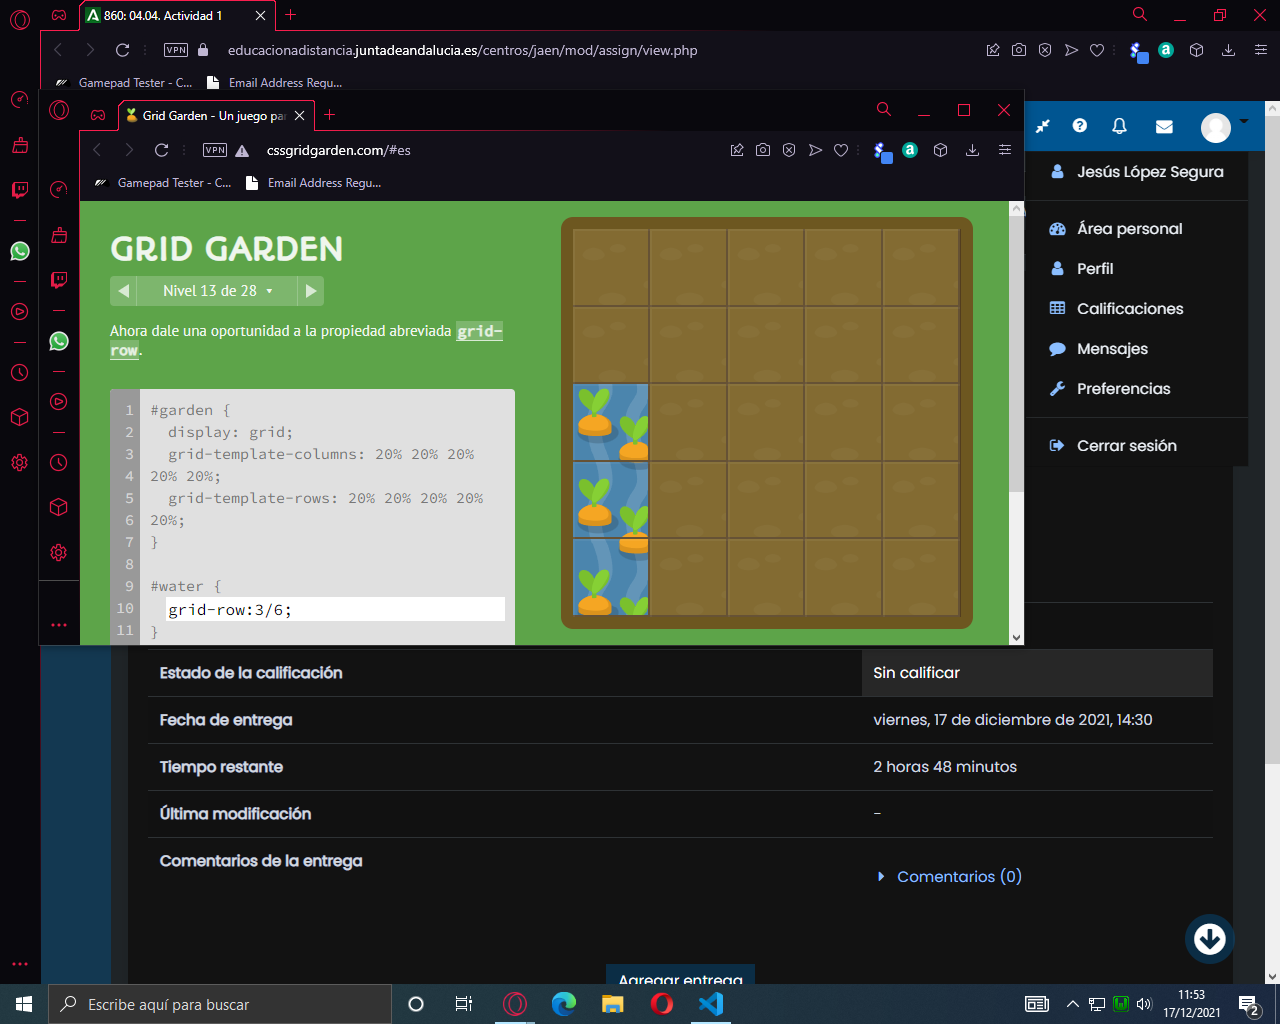 860: 04.04. Actividad 1
VPN
educacionadistancia.juntadeandalucia.es/centros/jaen/mod/assign/view.php
Gamepad Tester - C...
Email Address Requ...
Grid Garden - Un juego par
VPN
cssgridgarden.com/#es
Gamepad Tester - C...
Email Address Regu...
GRID GARDEN
Nivel 13 de 28
Ahora dale una oportunidad a la propiedad abreviada grid-
row.
1 #garden {
2 display: grid;
3 grid-template-columns: 20% 20% 20%
4 20% 20%;
5 grid-template-rows: 20% 20% 20% 20%
6 20%;
7 }
8
9 #water {
10 grid-row:3/6;
11 }
Jesús López Segura
Área personal
Perfil
Calificaciones
Mensajes
Preferencias
Cerrar sesión
Estado de la calificación
Sin calificar
Fecha de entrega
viernes, 17 de diciembre de 2021, 14:30
Tiempo restante
2 horas 48 minutos
Última modificación
-
Comentarios de la entrega
Comentarios (0)
Agregar entrega
Escribe aquí para buscar
11:53
17/12/2021
2